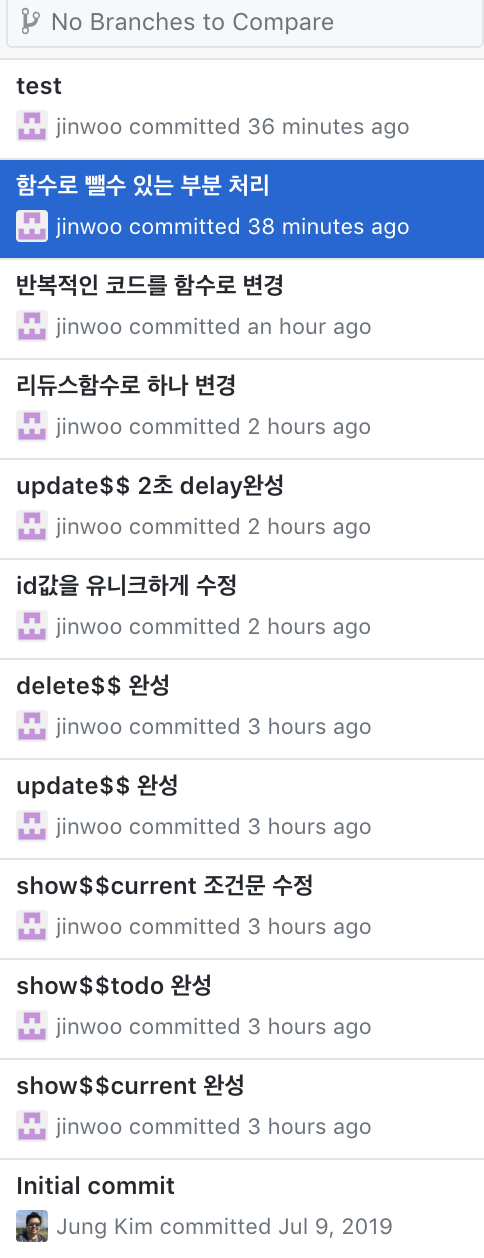 No Branches to Compare
test
jinwoo committed 36 minutes ago
함수로 뺄수 있는 부분 처리
jinwoo committed 38 minutes ago
반복적인 코드를 함수로 변경
jinwoo committed an hour ago
리듀스함수로 하나 변경
jinwoo committed 2 hours ago
update$$ 2초 delay완성
jinwoo committed 2 hours ago
id값을 유니크하게 수정
jinwoo committed 2 hours ago
delete$$ 완성
jinwoo committed 3 hours ago
update$$ 완성
jinwoo committed 3 hours ago
show$$current 조건문 수정
jinwoo committed 3 hours ago
show$$todo 완성
jinwoo committed 3 hours ago
show$$current 완성
jinwoo committed 3 hours ago
Initial commit
Jung Kim committed Jul 9, 2019